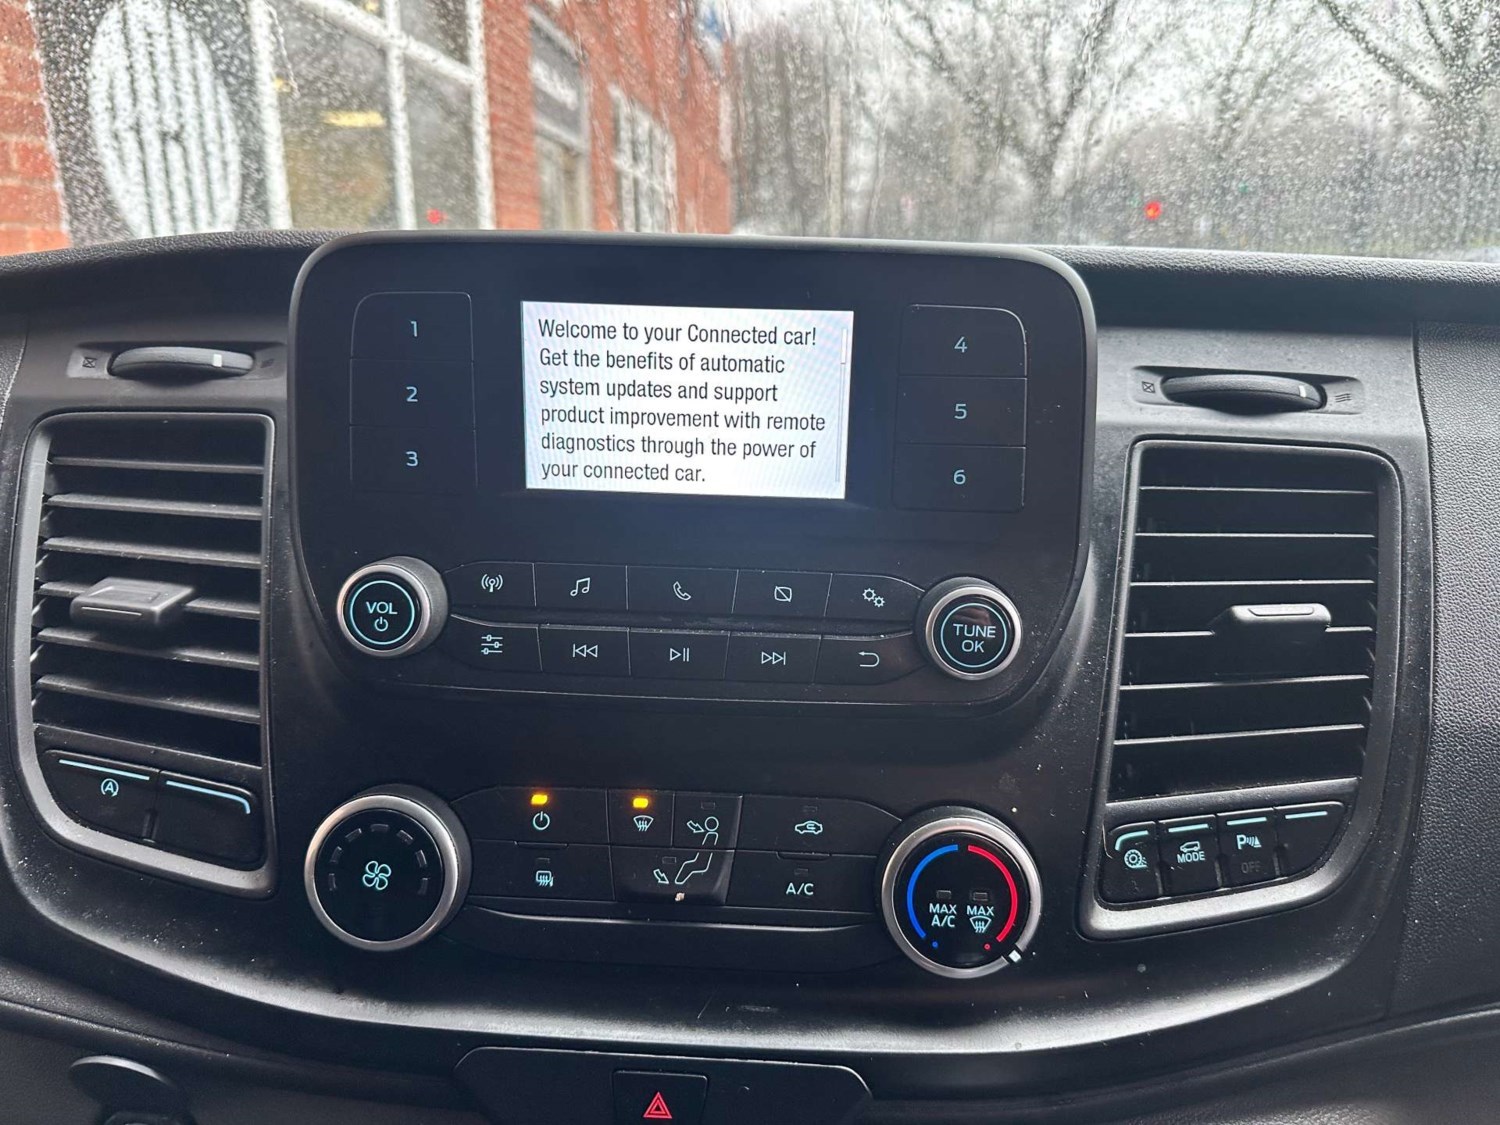 Welcome to your Connected car!
Get the benefits of automatic
system updates and support
product improvement with remote
diagnostics through the power of
your connected car.
1
2
3
4
5
6
VOL
TUNE
OK
A/C
MAX
A/C
MAX
MODE
P
OFF
A